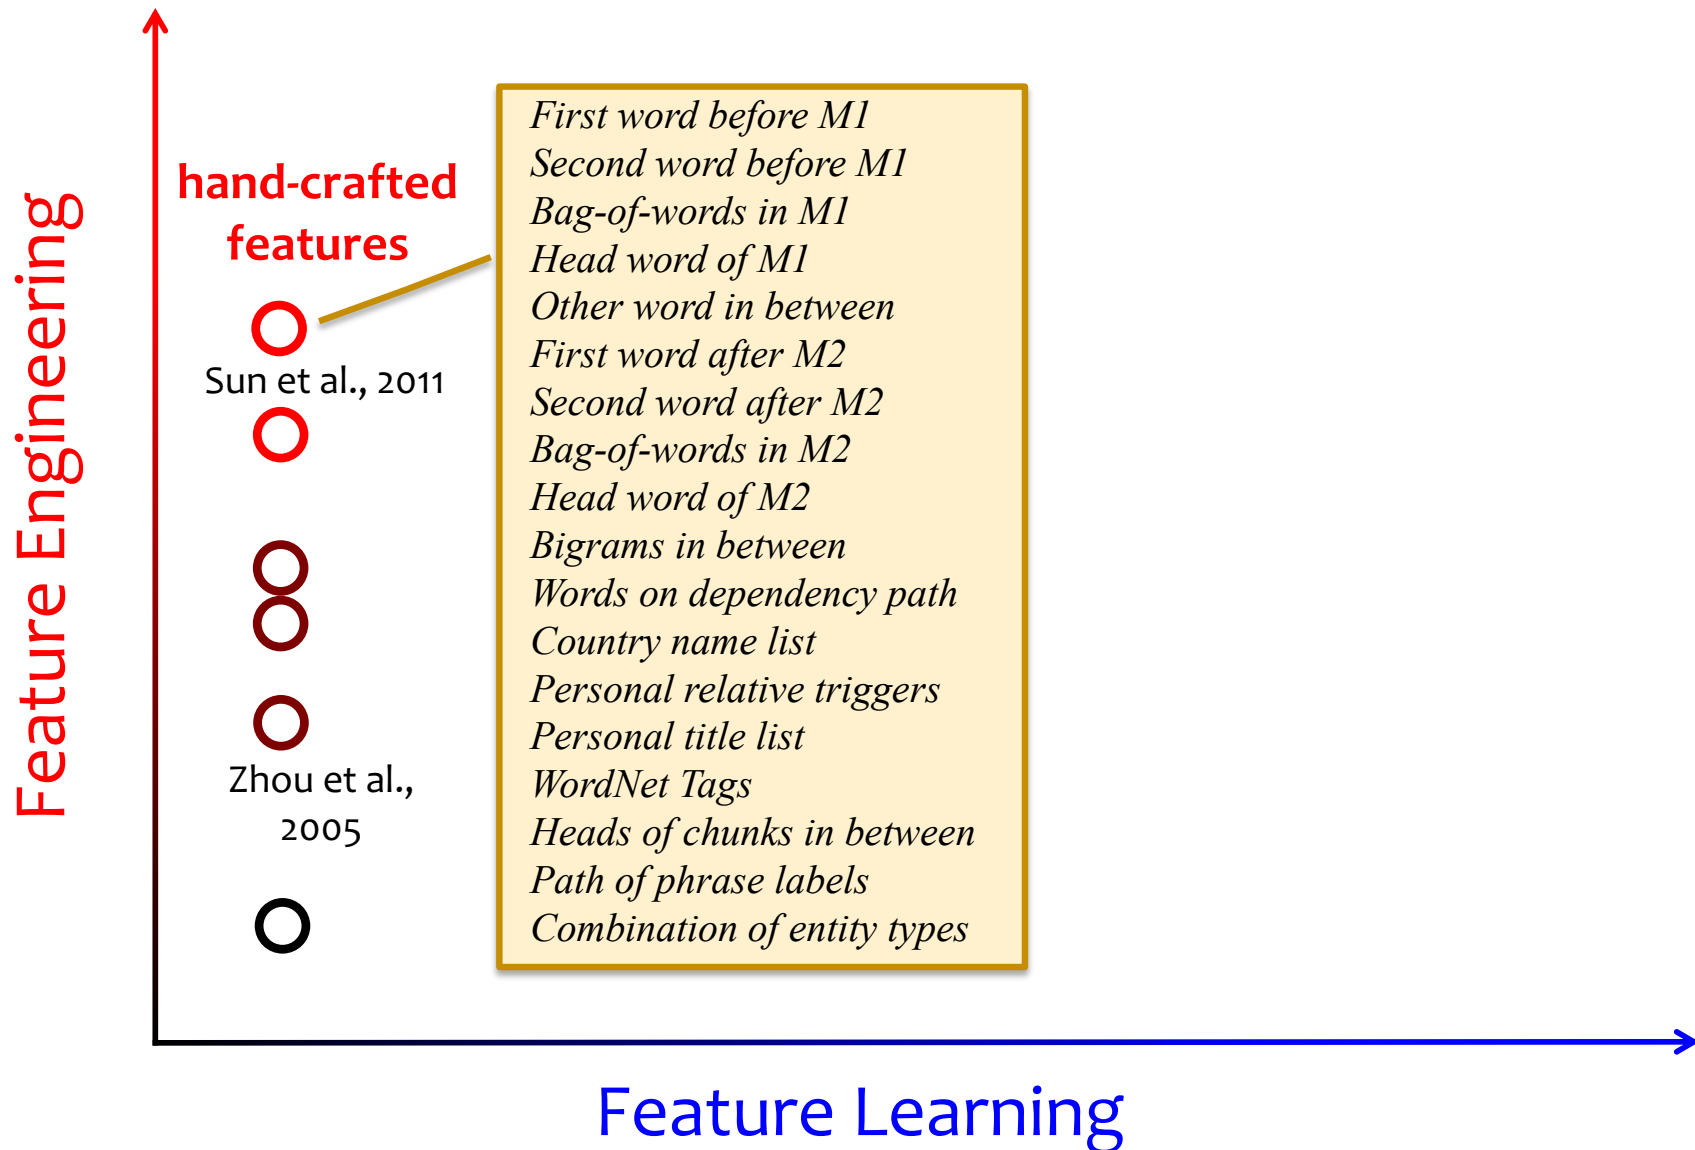 Feature Engineering
hand-crafted
features
Sun et al., 2011
Zhou et al.,
2005
First word before M1
Second word before M1
Bag-of-words in M1
Head word of M1
Other word in between
First word after M2
Second word after M2
Bag-of-words in M2
Head word of M2
Bigrams in between
Words on dependency path
Country name list
Personal relative triggers
Personal title list
WordNet Tags
Heads of chunks in between
Path of phrase labels
Combination of entity types
Feature Learning